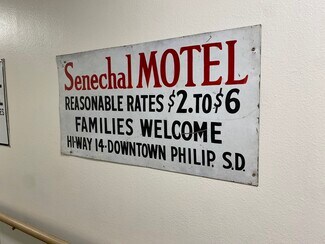 Senechal MOTEL
REASONABLE RATES $2. TO $6
FAMILIES WELCOME
HI-WAY 14-DOWNTOWN PHILIP. S.D.